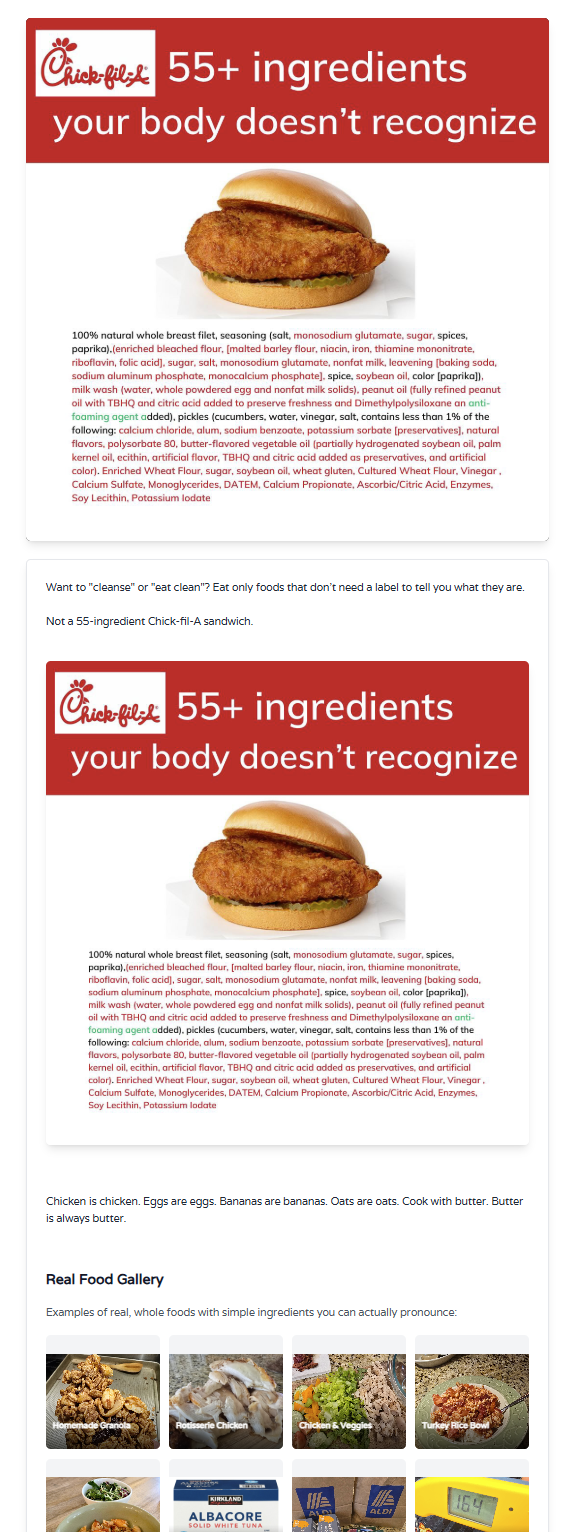 Chick-fil-A
55+ ingredients
your body doesn't recognize
100% natural whole breast filet, seasoning (salt, monosodium glutamate, sugar, spices,
paprika),(enriched bleached flour, [malted barley flour, niacin, iron, thiamine mononitrate,
riboflavin, folic acid], sugar, salt, monosodium glutamate, nonfat milk, leavening [baking soda,
sodium aluminum phosphate, monocalcium phosphate], spice, soybean oil, color [paprika]),
milk wash (water, whole powdered egg and nonfat milk solids), peanut oil (fully refined peanut
oil with TBHQ and citric acid added to preserve freshness and Dimethylpolysiloxane an anti-
foaming agent added), pickles (cucumbers, water, vinegar, salt, contains less than 1% of the
following: calcium chloride, alum, sodium benzoate, potassium sorbate [preservatives], natural
flavors, polysorbate 80, butter-flavored vegetable oil (partially hydrogenated soybean oil, palm
kernel oil, ecithin, artificial flavor, TBHQ and citric acid added as preservatives, and artificial
color). Enriched Wheat Flour, sugar, soybean oil, wheat gluten, Cultured Wheat Flour, Vinegar ,
Calcium Sulfate, Monoglycerides, DATEM, Calcium Propionate, Ascorbic/Citric Acid, Enzymes,
Soy Lecithin, Potassium Iodate
Want to "cleanse" or "eat clean"? Eat only foods that don't need a label to tell you what they are.
Not a 55-ingredient Chick-fil-A sandwich.
Chick-fil-A
55+ ingredients
your body doesn't recognize
100% natural whole breast filet, seasoning (salt, monosodium glutamate, sugar, spices,
paprika),(enriched bleached flour, [malted barley flour, niacin, iron, thiamine mononitrate,
riboflavin, folic acid], sugar, salt, monosodium glutamate, nonfat milk, leavening [baking soda,
sodium aluminum phosphate, monocalcium phosphate], spice, soybean oil, color [paprika]),
milk wash (water, whole powdered egg and nonfat milk solids), peanut oil (fully refined peanut
oil with TBHQ and citric acid added to preserve freshness and Dimethylpolysiloxane an anti-
foaming agent added), pickles (cucumbers, water, vinegar, salt, contains less than 1% of the
following: calcium chloride, alum, sodium benzoate, potassium sorbate [preservatives], natural
flavors, polysorbate 80, butter-flavored vegetable oil (partially hydrogenated soybean oil, palm
kernel oil, ecithin, artificial flavor, TBHQ and citric acid added as preservatives, and artificial
color). Enriched Wheat Flour, sugar, soybean oil, wheat gluten, Cultured Wheat Flour, Vinegar ,
Calcium Sulfate, Monoglycerides, DATEM, Calcium Propionate, Ascorbic/Citric Acid, Enzymes,
Soy Lecithin, Potassium Iodate
Chicken is chicken. Eggs are eggs. Bananas are bananas. Oats are oats. Cook with butter. Butter
is always butter.
Real Food Gallery
Examples of real, whole foods with simple ingredients you can actually pronounce:
Homemade Granola
Rotisserie Chicken
Chicken & Veggies
Turkey Rice Bowl
KIRKLAND
ALBACORE
SOLID WHITE TUNA
ALDI
ALDI
164